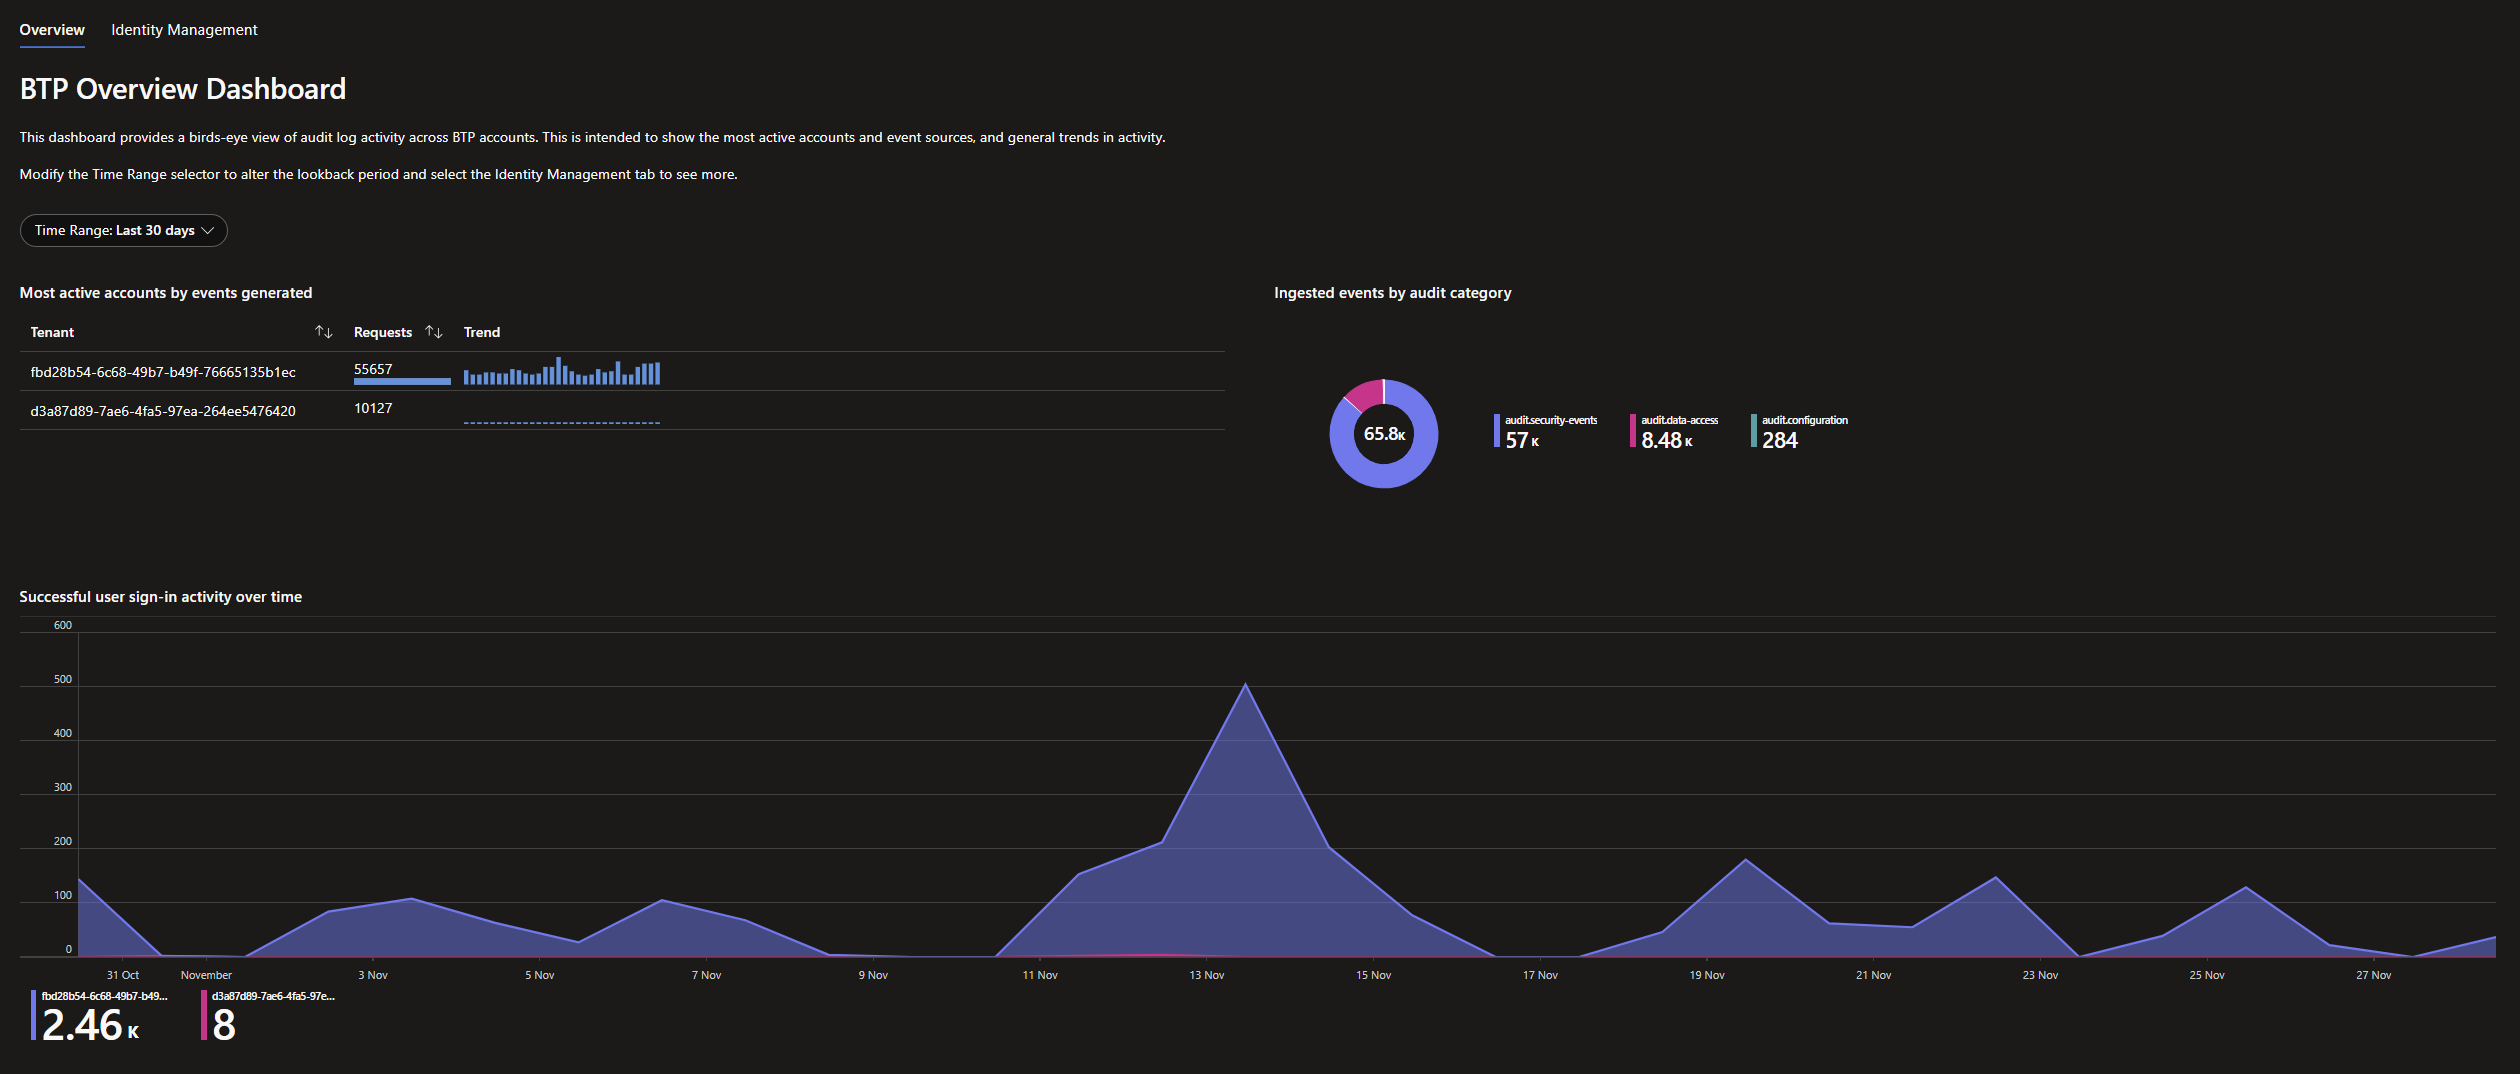 Overview Identity Management
BTP Overview Dashboard
This dashboard provides a birds-eye view of audit log activity across BTP accounts. This is intended to show the most active accounts and event sources, and general trends in activity.
Modify the Time Range selector to alter the lookback period and select the Identity Management tab to see more.
Time Range: Last 30 days
Most active accounts by events generated
Tenant Requests Trend
fbd28b54-6c68-49b7-b49f-76665135b1ec 55657
d3a87d89-7ae6-4fa5-97ea-264ee5476420 10127
Ingested events by audit category
65.8K
audit.security-events
57 K
audit.data-access
8.48 K
audit.configuration
284
Successful user sign-in activity over time
600
500
400
300
200
100
0
31 Oct November 3 Nov 5 Nov 7 Nov 9 Nov 11 Nov 13 Nov 15 Nov 17 Nov 19 Nov 21 Nov 23 Nov 25 Nov 27 Nov
fbd28b54-6c68-49b7-b49...
2.46 K
d3a87d89-7ae6-4fa5-97e...
8